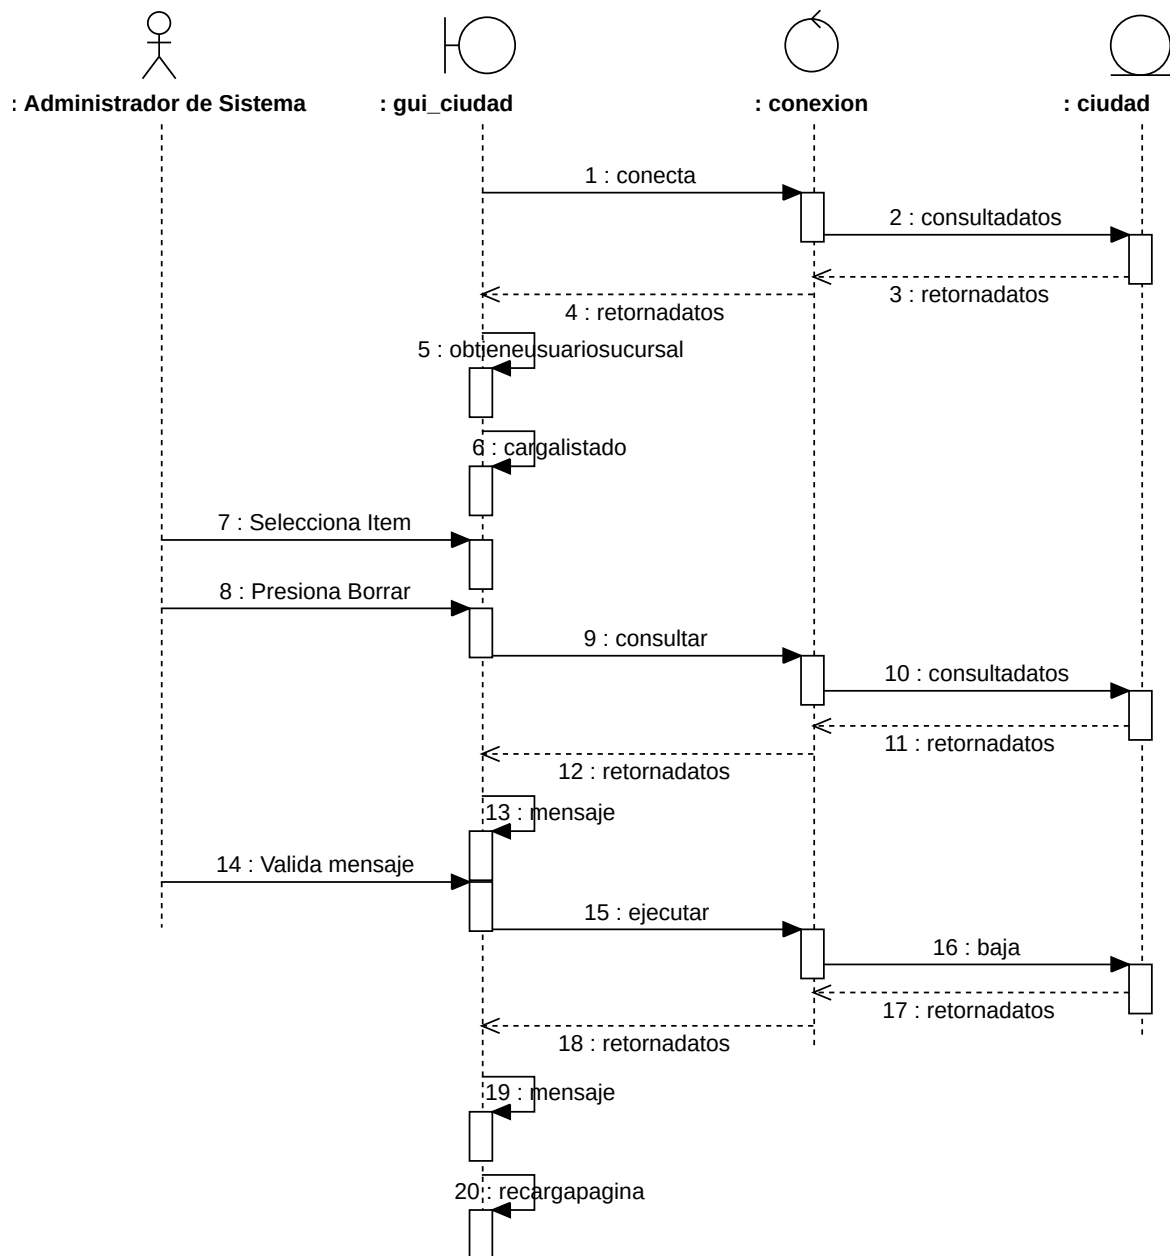 : Administrador de Sistema
: gui_ciudad
: conexion
: ciudad
1 : conecta
2 : consultadatos
3 : retornadatos
4 : retornadatos
5 : obtieneusuariosucursal
6 : cargalistado
7 : Selecciona Item
8 : Presiona Borrar
9 : consultar
10 : consultadatos
11 : retornadatos
12 : retornadatos
13 : mensaje
14 : Valida mensaje
15 : ejecutar
16 : baja
17 : retornadatos
18 : retornadatos
19 : mensaje
20 : recargapagina